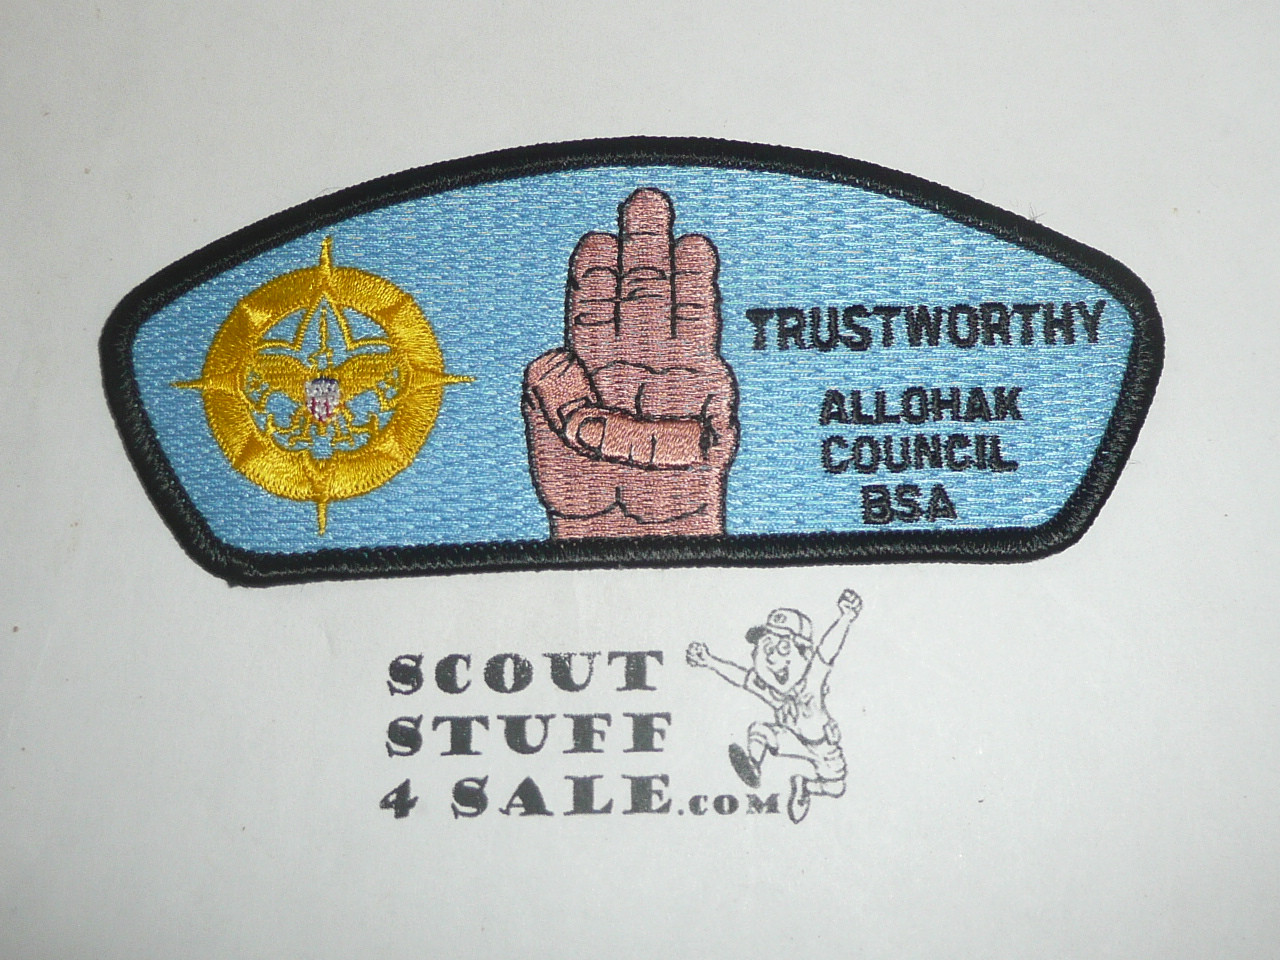 TRUSTWORTHY
ALLOHAK
COUNCIL
BSA
SCOUT
STUFF
4 SALE.COM